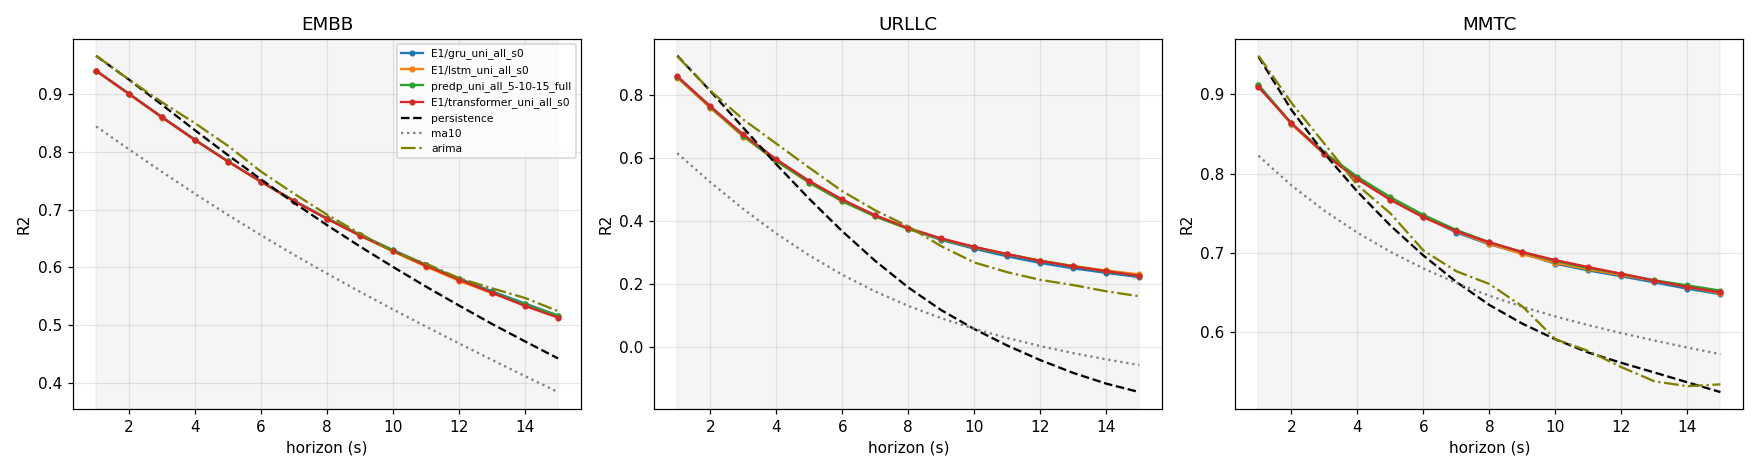 EMBB
R2
0.9
0.8
0.7
0.6
0.5
0.4
2 4 6 8 10 12 14
horizon (s)
E1/gru_uni_all_s0
E1/lstm_uni_all_s0
predp_uni_all_5-10-15_full
E1/transformer_uni_all_s0
persistence
ma10
arima
URLLC
R2
0.8
0.6
0.4
0.2
0.0
2 4 6 8 10 12 14
horizon (s)
MMTC
R2
0.9
0.8
0.7
0.6
2 4 6 8 10 12 14
horizon (s)